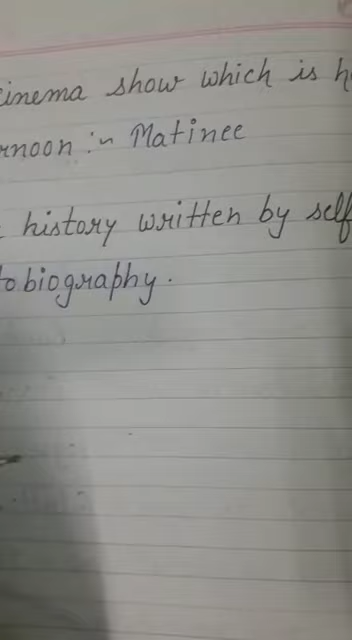 cinema show which is h
rnoon :- Matinee
history written by self
tobiography.